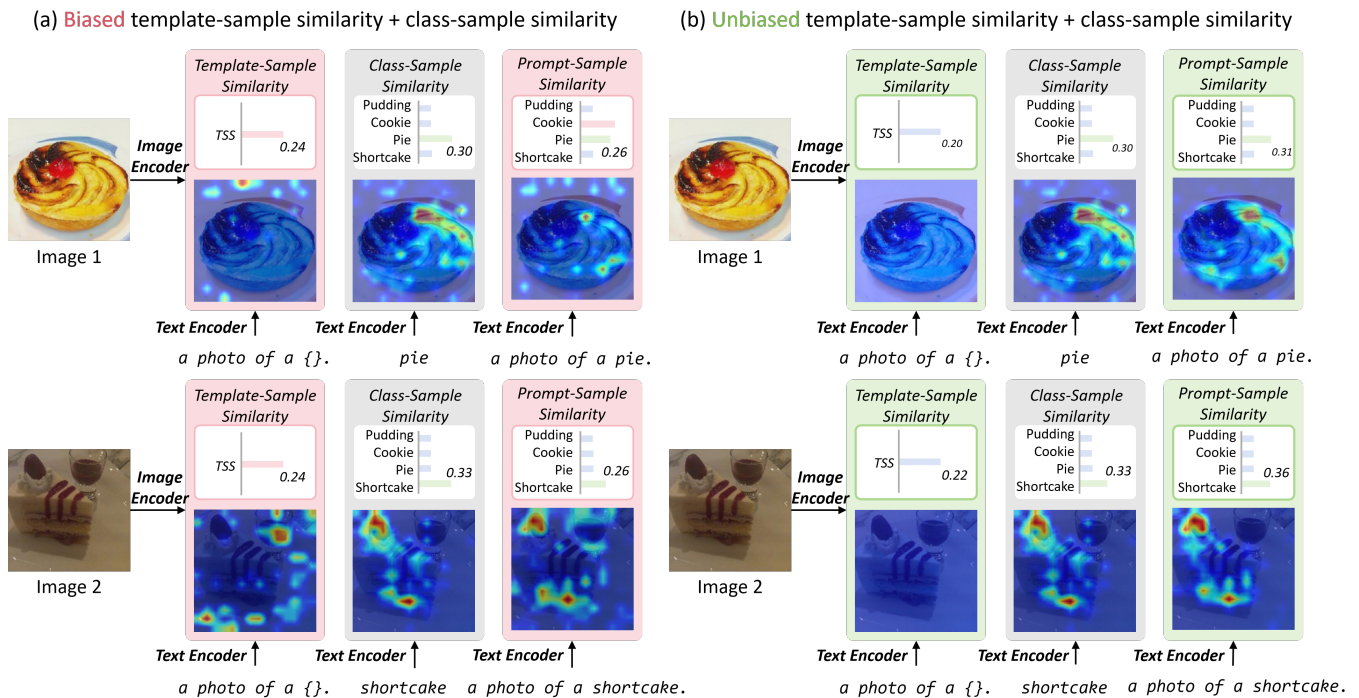 (a) Biased template-sample similarity + class-sample similarity
Template-Sample
Similarity
TSS
0.24
Class-Sample
Similarity
Pudding
Cookie
Pie
0.30
Shortcake
Prompt-Sample
Similarity
Pudding
Cookie
Pie
0.26
Shortcake
Image
Encoder
Image 1
Text Encoder
Text Encoder
Text Encoder
a photo of a {}.
pie
a photo of a pie.
Template-Sample
Similarity
TSS
0.24
Class-Sample
Similarity
Pudding
Cookie
Pie
0.33
Shortcake
Prompt-Sample
Similarity
Pudding
Cookie
Pie
0.26
Shortcake
Image
Encoder
Image 2
Text Encoder
Text Encoder
Text Encoder
a photo of a {}.
shortcake
a photo of a shortcake.
(b) Unbiased template-sample similarity + class-sample similarity
Template-Sample
Similarity
TSS
0.20
Class-Sample
Similarity
Pudding
Cookie
Pie
0.30
Shortcake
Prompt-Sample
Similarity
Pudding
Cookie
Pie
0.31
Shortcake
Image
Encoder
Image 1
Text Encoder
Text Encoder
Text Encoder
a photo of a {}.
pie
a photo of a pie.
Template-Sample
Similarity
TSS
0.22
Class-Sample
Similarity
Pudding
Cookie
Pie
0.33
Shortcake
Prompt-Sample
Similarity
Pudding
Cookie
Pie
0.36
Shortcake
Image
Encoder
Image 2
Text Encoder
Text Encoder
Text Encoder
a photo of a {}.
shortcake
a photo of a shortcake.